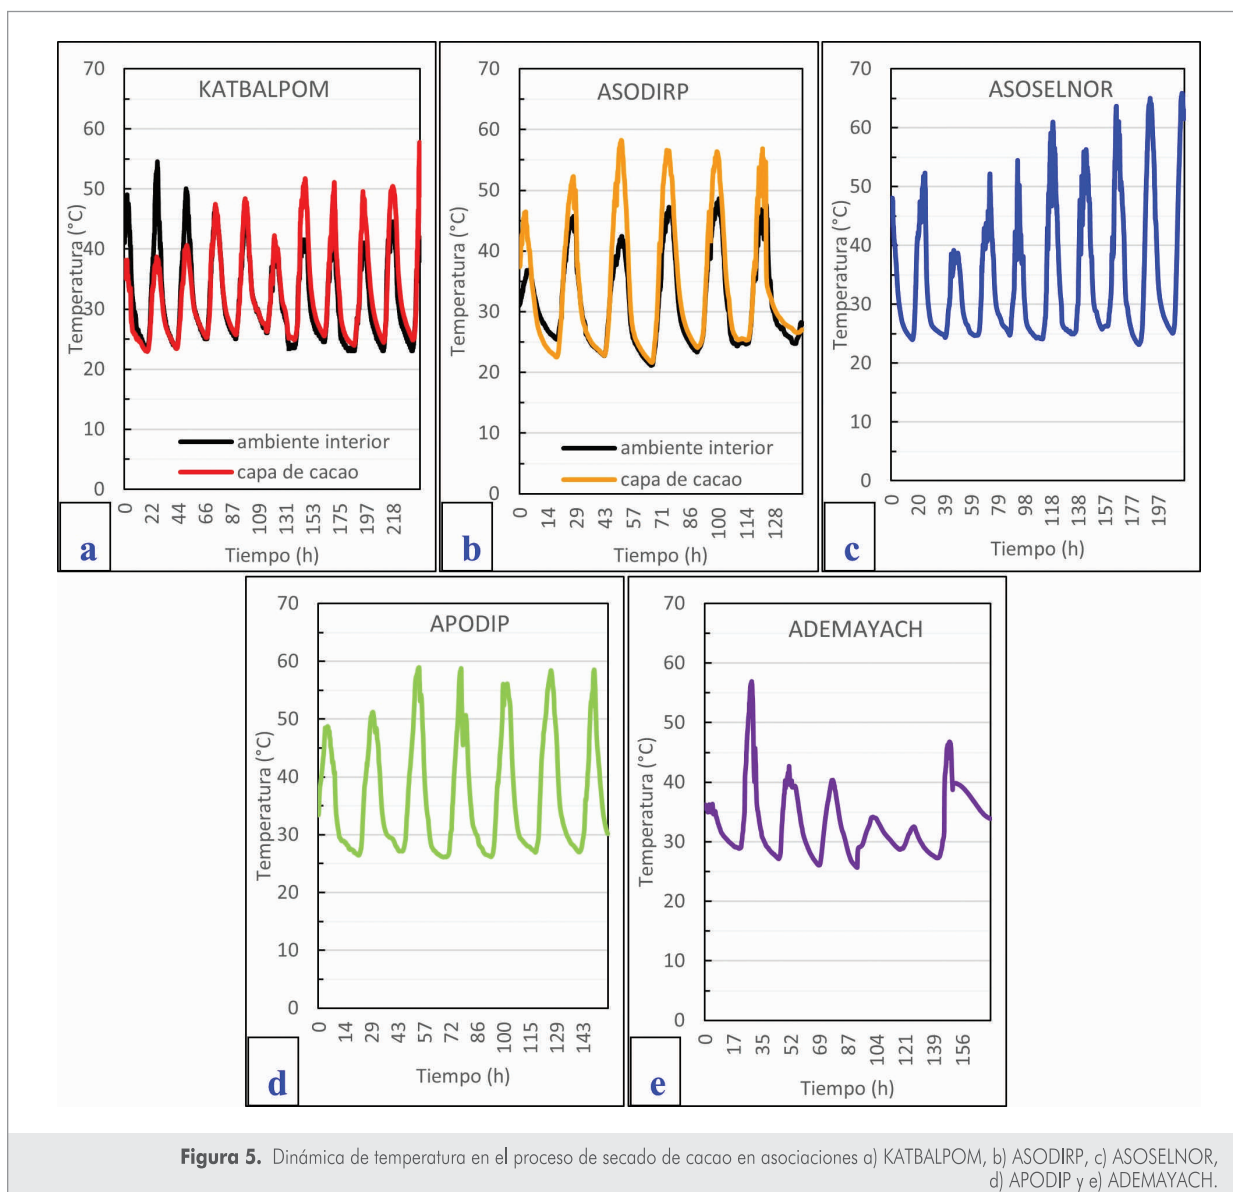 KATBALPOM
70
60
50
40
30
20
10
0
Temperatura (°C)
ambiente interior
capa de cacao
0 22 44 66 87 109 131 153 175 197 218
Tiempo (h)
a
ASODIRP
70
60
50
40
30
20
10
0
Temperatura (°C)
ambiente interior
capa de cacao
0 14 29 43 57 71 86 100 114 128
Tiempo (h)
b
ASOSELNOR
70
60
50
40
30
20
10
0
Temperatura (°C)
0 20 39 59 79 98 118 138 157 177 197
Tiempo (h)
c
APODIP
70
60
50
40
30
20
10
0
Temperatura (°C)
0 14 29 43 57 72 86 100 115 129 143
Tiempo (h)
d
ADEMAYACH
70
60
50
40
30
20
10
0
Temperatura (°C)
0 17 35 52 69 87 104 121 139 156
Tiempo (h)
e
Figura 5. Dinámica de temperatura en el proceso de secado de cacao en asociaciones a) KATBALPOM, b) ASODIRP, c) ASOSELNOR,
d) APODIP y e) ADEMAYACH.